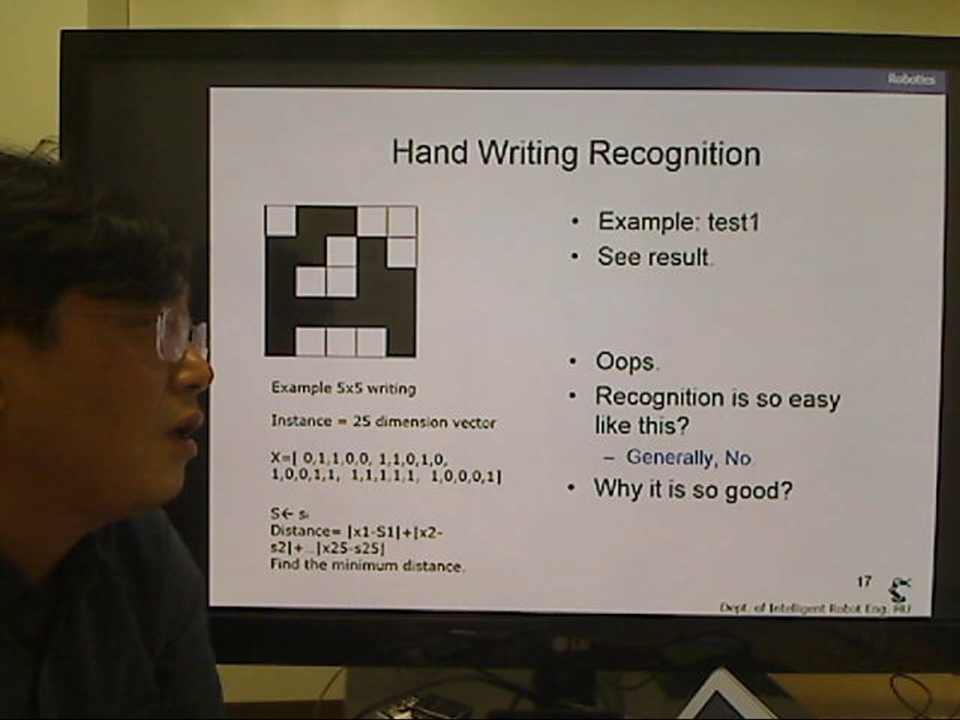 Robotics
Hand Writing Recognition
Example 5x5 writing
Instance = 25 dimension vector
X=[ 0,1,1,0,0, 1,1,0,1,0,
1,0,0,1,1, 1,1,1,1,1, 1,0,0,0,1]
S← sᵢ
Distance= |x1-S1|+|x2-
s2|+...|x25-s25|
Find the minimum distance.
• Example: test1
• See result.
• Oops.
• Recognition is so easy
like this?
– Generally, No
• Why it is so good?
17
Dept. of Intelligent Robot Eng. MU
LG